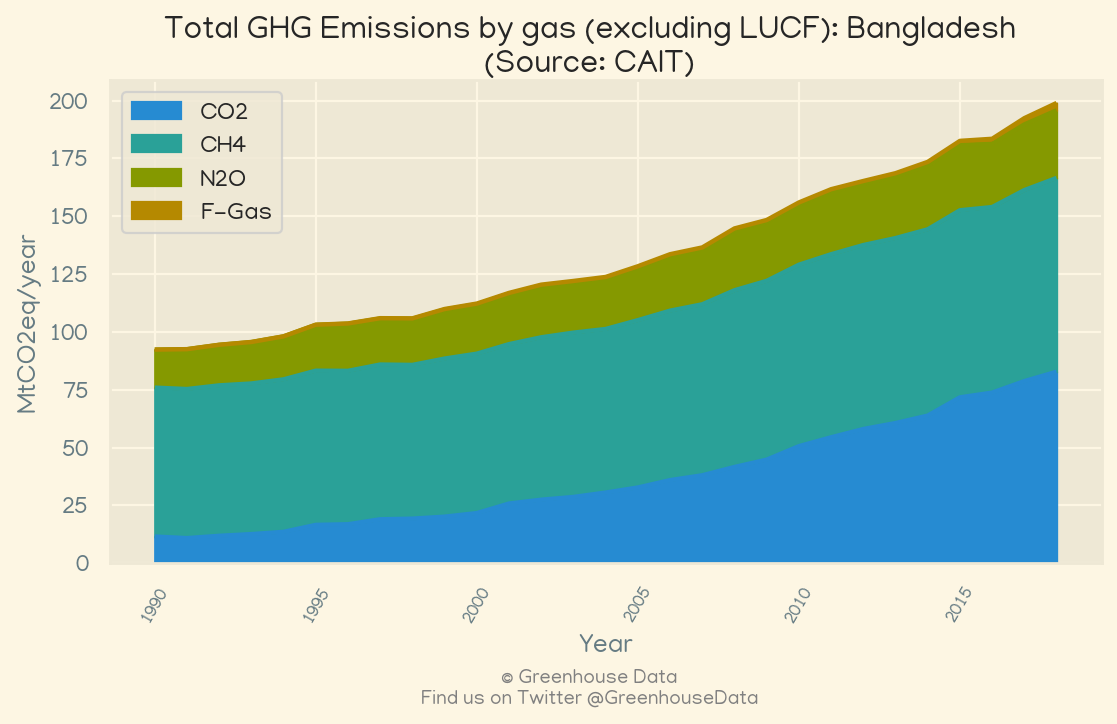 Total GHG Emissions by gas (excluding LUCF): Bangladesh
(Source: CAIT)
CO2
CH4
N2O
F-Gas
MtCO2eq/year
200
175
150
125
100
75
50
25
0
1990
1995
2000
2005
2010
2015
Year
© Greenhouse Data
Find us on Twitter @GreenhouseData